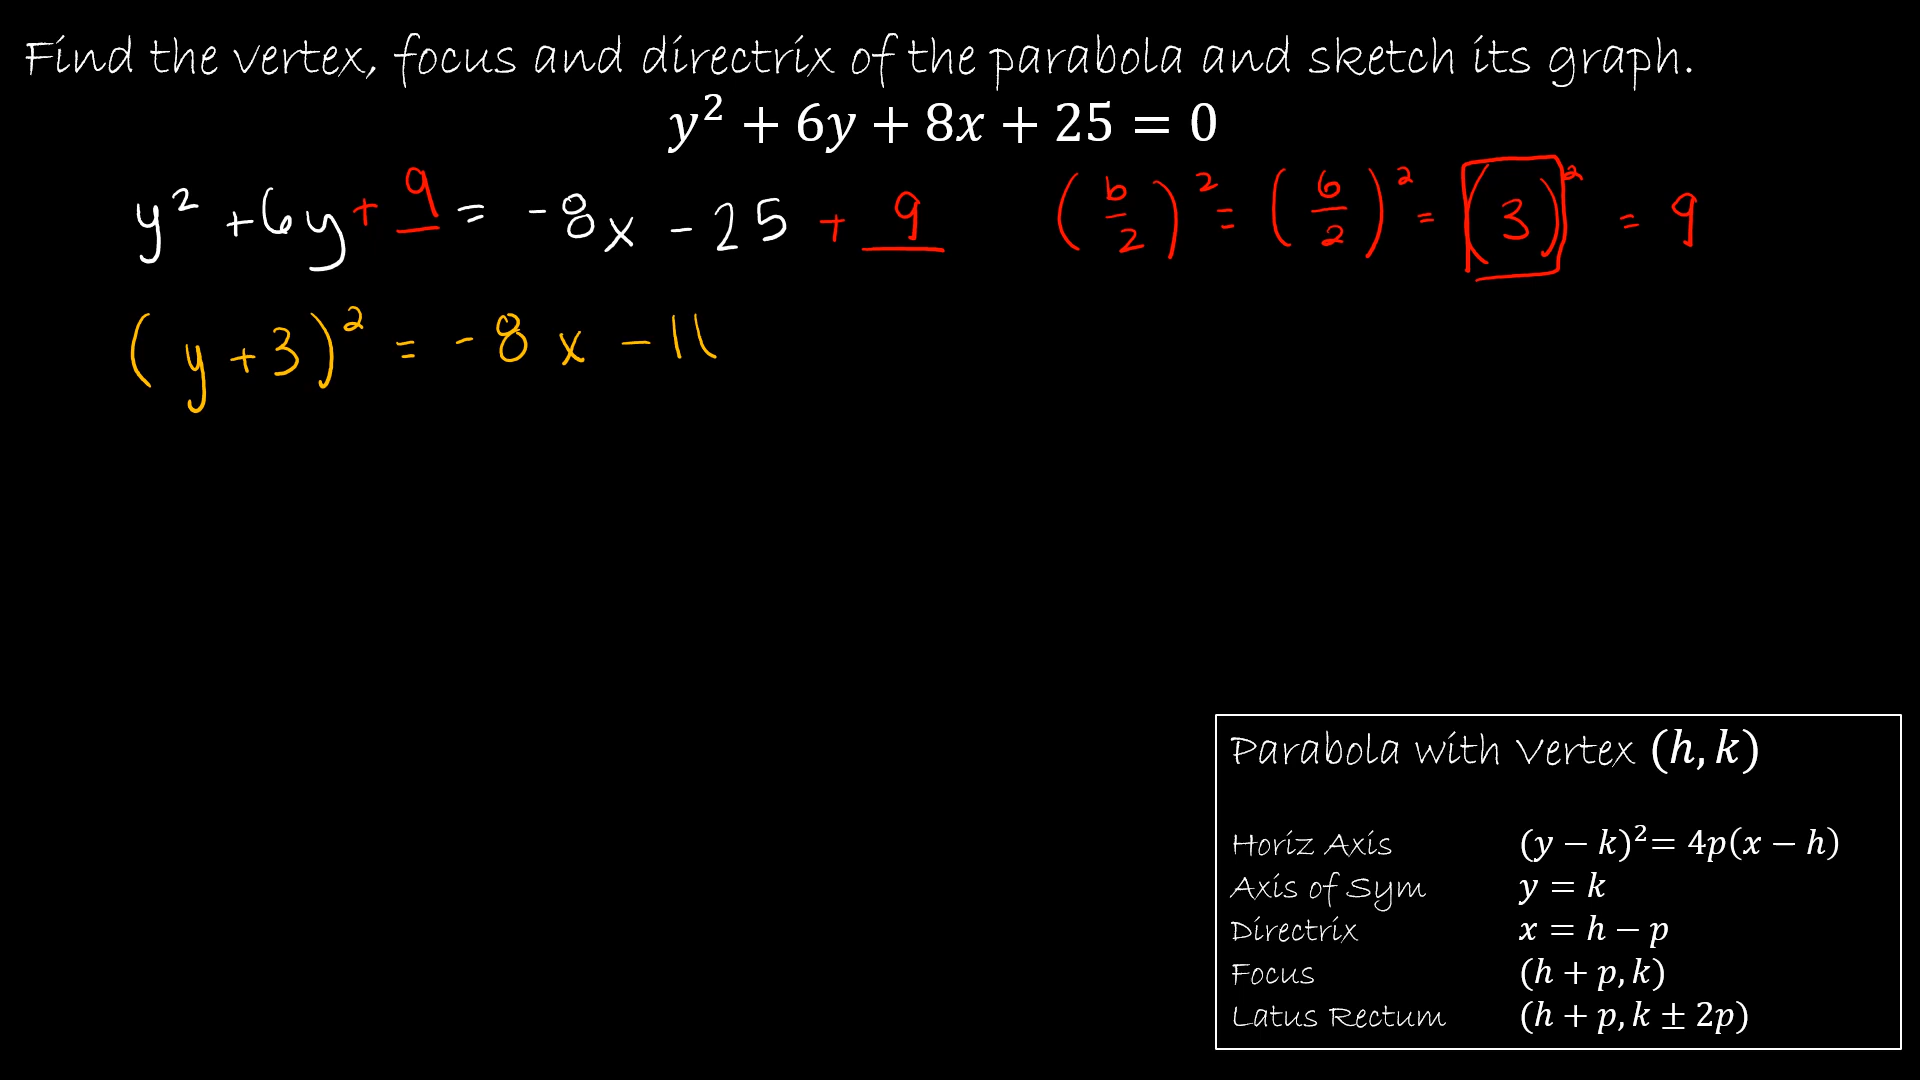 Find the vertex, focus and directrix of the parabola and sketch its graph.
y² + 6y + 8x + 25 = 0
y² + 6y + 9 = -8x - 25 + 9
(b/2)² = (6/2)² = (3)² = 9
(y + 3)² = -8x - 11
Parabola with Vertex (h, k)
Horiz Axis (y − k)² = 4p(x − h)
Axis of Sym y = k
Directrix x = h − p
Focus (h + p, k)
Latus Rectum (h + p, k ± 2p)